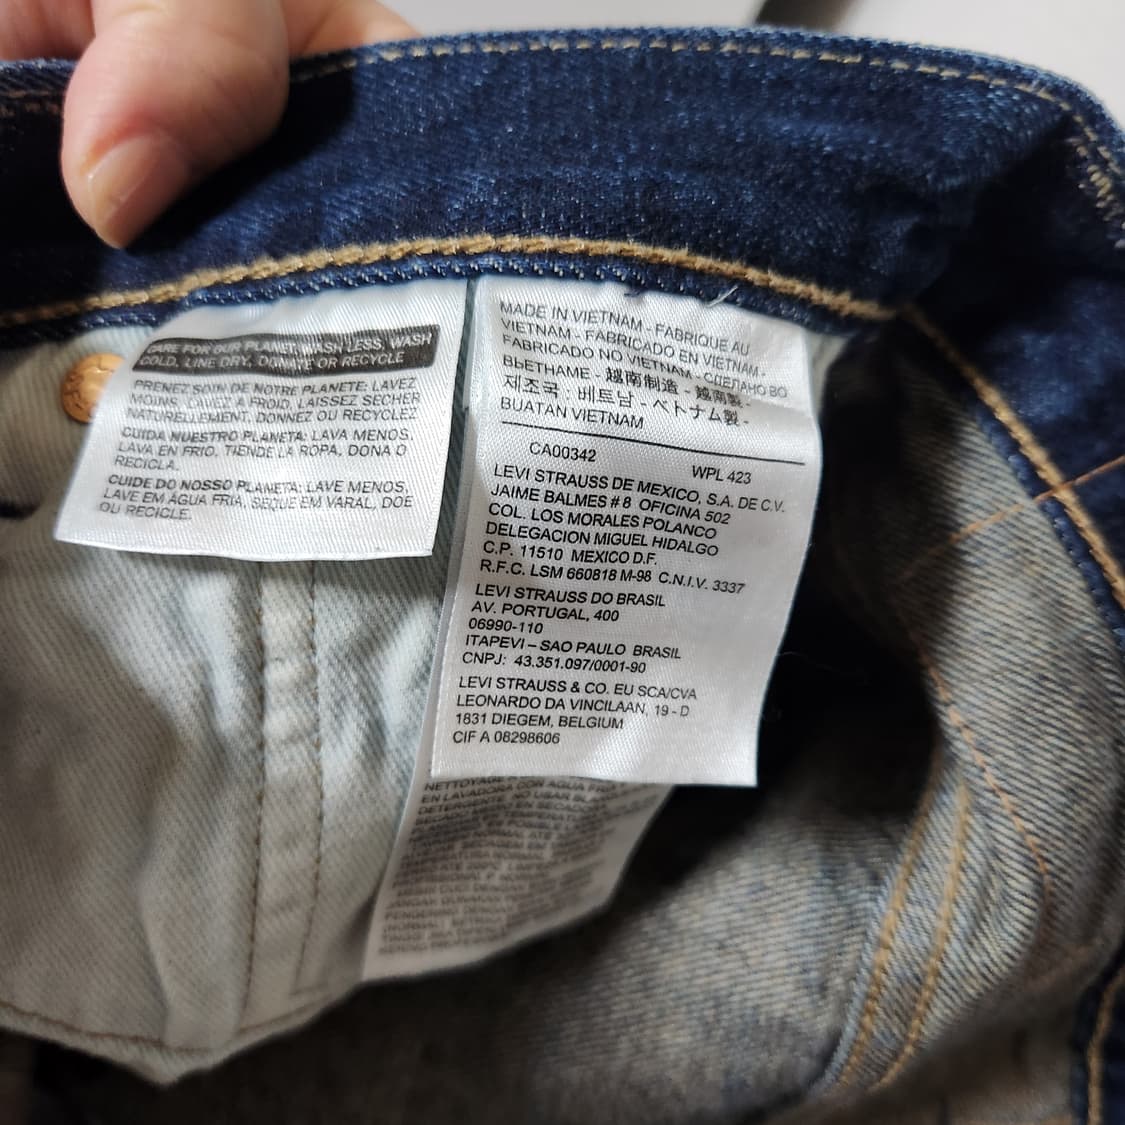 CARE FOR OUR PLANET: WASH LESS, WASH
COLD, LINE DRY, DONATE OR RECYCLE
PRENEZ SOIN DE NOTRE PLANETE: LAVEZ
MOINS, LAVEZ A FROID, LAISSEZ SECHER
NATURELLEMENT, DONNEZ OU RECYCLEZ
CUIDA NUESTRO PLANETA: LAVA MENOS,
LAVA EN FRIO, TIENDE LA ROPA, DONA O
RECICLA.
CUIDE DO NOSSO PLANETA: LAVE MENOS,
LAVE EM ÁGUA FRIA, SEQUE EM VARAL, DOE
OU RECICLE.
MADE IN VIETNAM - FABRIQUE AU
VIETNAM - FABRICADO EN VIETNAM -
FABRICADO NO VIETNAM - СДЕЛАНО ВО
ВЬЕТНАМЕ - 越南制造 - 越南製 -
제조국 : 베트남 - ベトナム製 -
BUATAN VIETNAM
CA00342 WPL 423
LEVI STRAUSS DE MEXICO, S.A. DE C.V.
JAIME BALMES # 8 OFICINA 502
COL. LOS MORALES POLANCO
DELEGACION MIGUEL HIDALGO
C.P. 11510 MEXICO D.F.
R.F.C. LSM 660818 M-98 C.N.I.V. 3337
LEVI STRAUSS DO BRASIL
AV. PORTUGAL, 400
06990-110
ITAPEVI – SAO PAULO BRASIL
CNPJ: 43.351.097/0001-90
LEVI STRAUSS & CO. EU SCA/CVA
LEONARDO DA VINCILAAN, 19 - D
1831 DIEGEM, BELGIUM
CIF A 08298606
NETTOYAGE A
EN LAVADORA CON AGUA
DETERGENTE. NO USAR